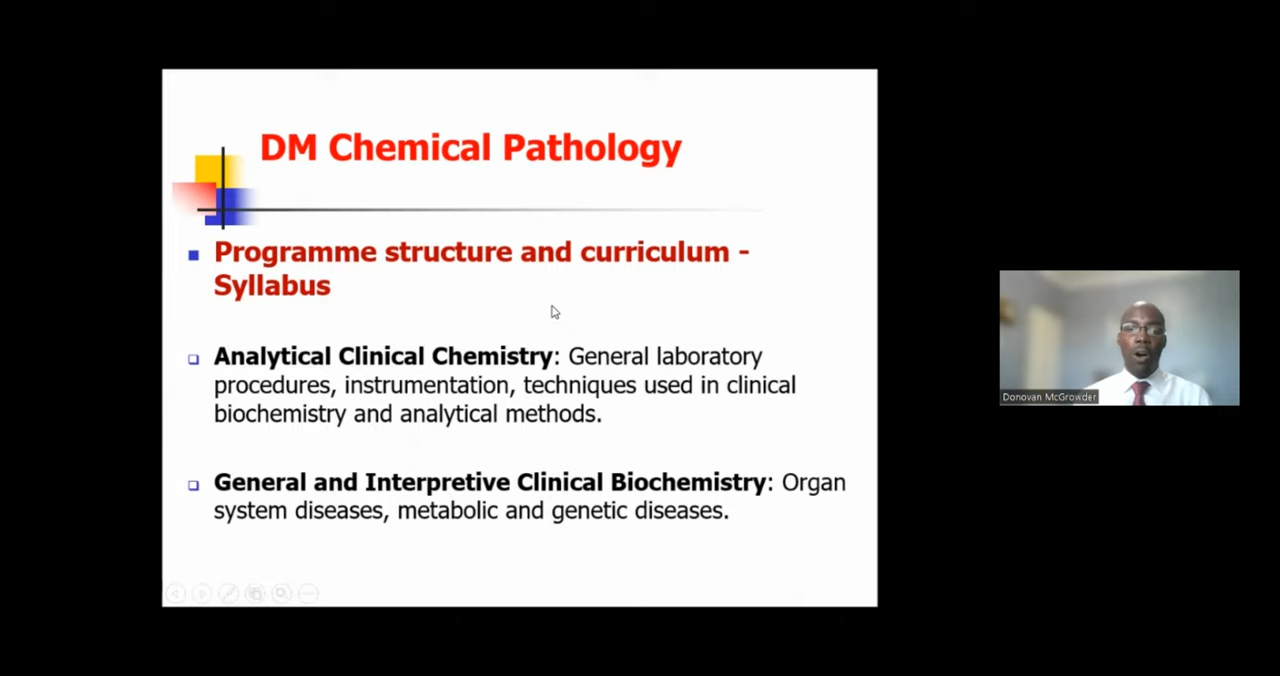 DM Chemical Pathology
Programme structure and curriculum -
Syllabus
Analytical Clinical Chemistry: General laboratory
procedures, instrumentation, techniques used in clinical
biochemistry and analytical methods.
General and Interpretive Clinical Biochemistry: Organ
system diseases, metabolic and genetic diseases.
Donovan McGrowder